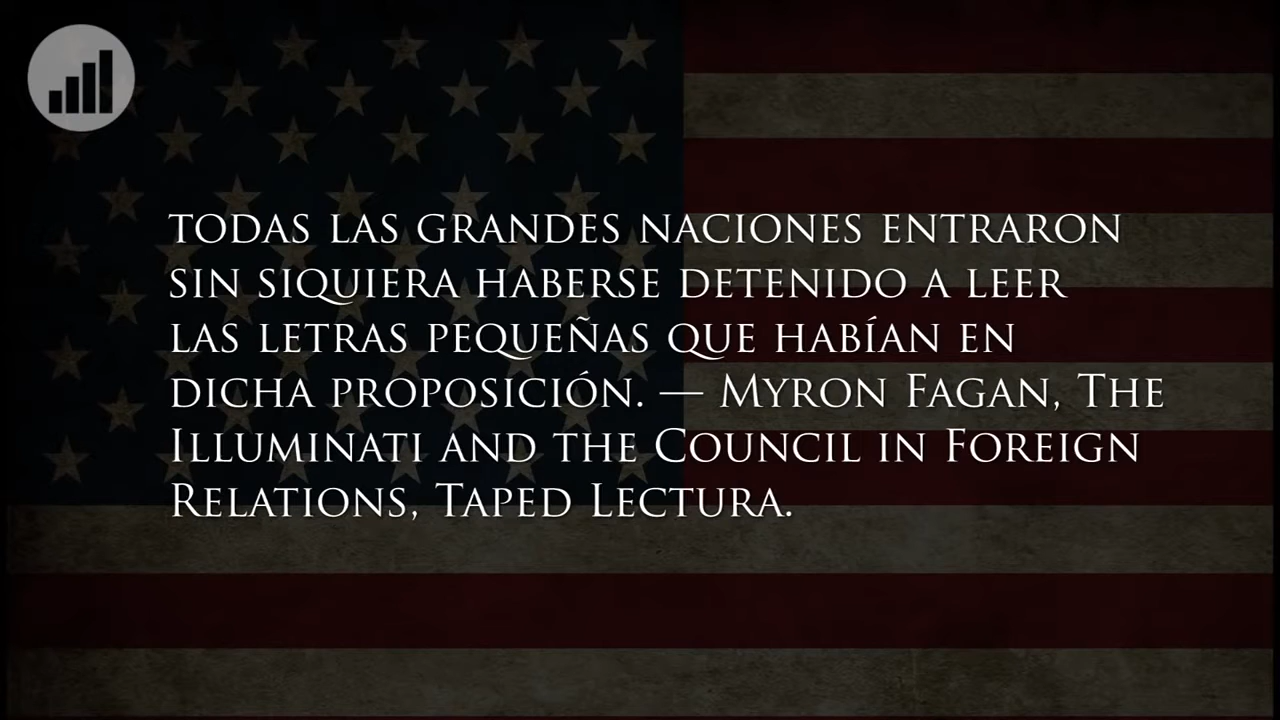 TODAS LAS GRANDES NACIONES ENTRARON
SIN SIQUIERA HABERSE DETENIDO A LEER
LAS LETRAS PEQUEÑAS QUE HABÍAN EN
DICHA PROPOSICIÓN. — MYRON FAGAN, THE
ILLUMINATI AND THE COUNCIL IN FOREIGN
RELATIONS, TAPED LECTURA.